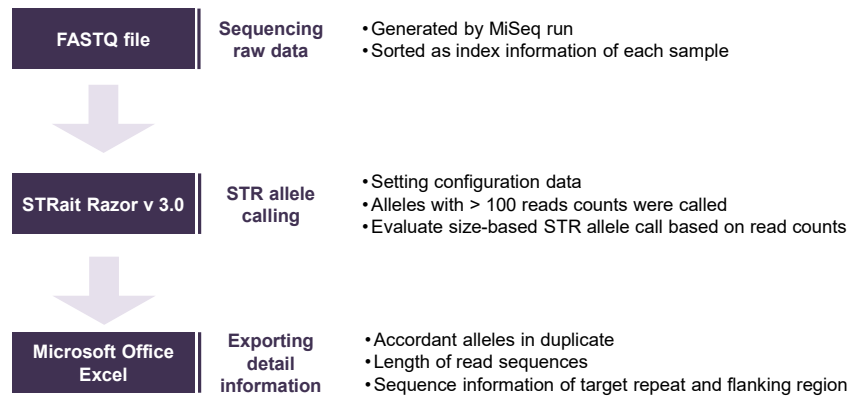 FASTQ file
Sequencing
raw data
•Generated by MiSeq run
•Sorted as index information of each sample
STRait Razor v 3.0
STR allele
calling
•Setting configuration data
•Alleles with > 100 reads counts were called
•Evaluate size-based STR allele call based on read counts
Microsoft Office
Excel
Exporting
detail
information
•Accordant alleles in duplicate
•Length of read sequences
•Sequence information of target repeat and flanking region